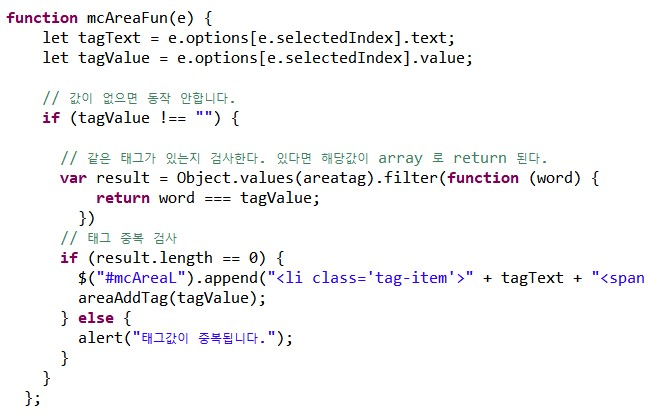 function mcAreaFun(e) {
let tagText = e.options[e.selectedIndex].text;
let tagValue = e.options[e.selectedIndex].value;
// 값이 없으면 동작 안합니다.
if (tagValue !== "") {
// 같은 태그가 있는지 검사한다. 있다면 해당값이 array 로 return 된다.
var result = Object.values(areatag).filter(function (word) {
return word === tagValue;
})
// 태그 중복 검사
if (result.length == 0) {
$("#mcAreaL").append("<li class='tag-item'>" + tagText + "<span
areaAddTag(tagValue);
} else {
alert("태그값이 중복됩니다.");
}
}
};